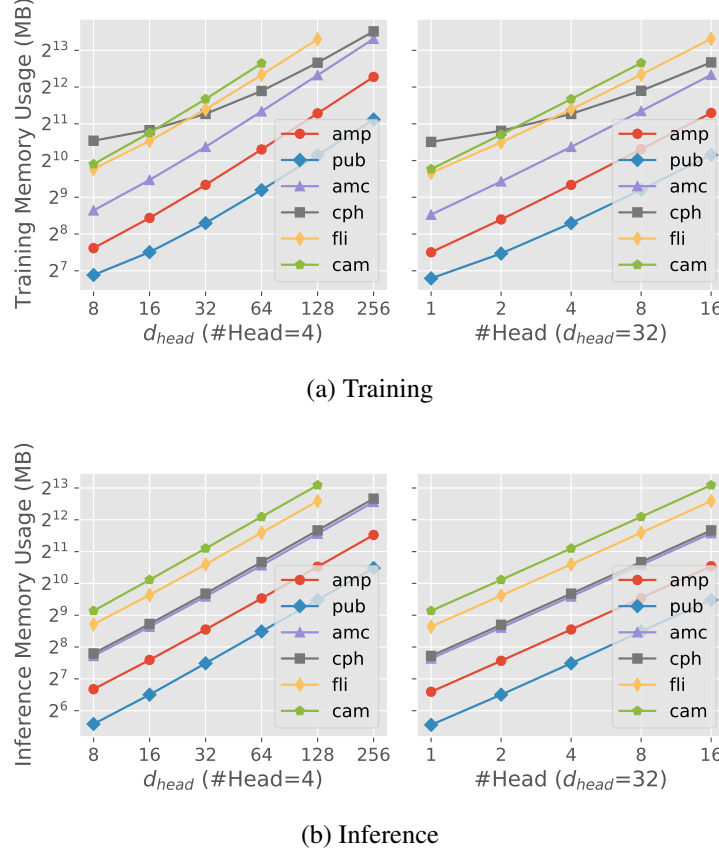 Training Memory Usage (MB)
2^13
2^12
2^11
2^10
2^9
2^8
2^7
amp
pub
amc
cph
fli
cam
8 16 32 64 128 256
d_head (#Head=4)
amp
pub
amc
cph
fli
cam
1 2 4 8 16
#Head (d_head=32)
(a) Training
Inference Memory Usage (MB)
2^13
2^12
2^11
2^10
2^9
2^8
2^7
2^6
amp
pub
amc
cph
fli
cam
8 16 32 64 128 256
d_head (#Head=4)
amp
pub
amc
cph
fli
cam
1 2 4 8 16
#Head (d_head=32)
(b) Inference